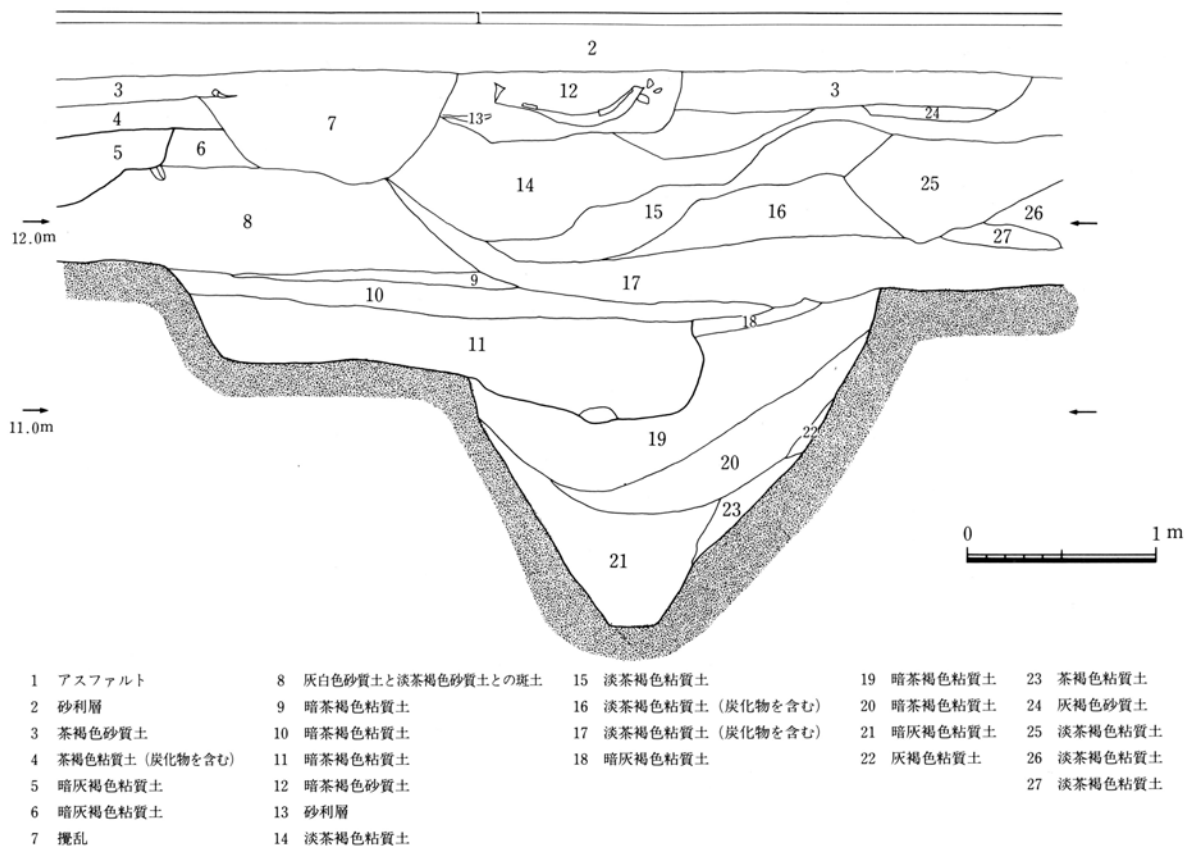 1
2
3
12
3
4
7
13
24
5
6
14
25
8
15
16
26
12.0m
27
9
17
10
18
11
11.0m
19
22
20
23
0 1 m
21
1 アスファルト
2 砂利層
3 茶褐色砂質土
4 茶褐色粘質土（炭化物を含む）
5 暗灰褐色粘質土
6 暗灰褐色粘質土
7 攪乱
8 灰白色砂質土と淡茶褐色砂質土との斑土
9 暗茶褐色粘質土
10 暗茶褐色粘質土
11 暗茶褐色粘質土
12 暗茶褐色砂質土
13 砂利層
14 淡茶褐色粘質土
15 淡茶褐色粘質土
16 淡茶褐色粘質土（炭化物を含む）
17 淡茶褐色粘質土（炭化物を含む）
18 暗灰褐色粘質土
19 暗茶褐色粘質土
20 暗茶褐色粘質土
21 暗灰褐色粘質土
22 灰褐色粘質土
23 茶褐色粘質土
24 灰褐色砂質土
25 淡茶褐色粘質土
26 淡茶褐色粘質土
27 淡茶褐色粘質土